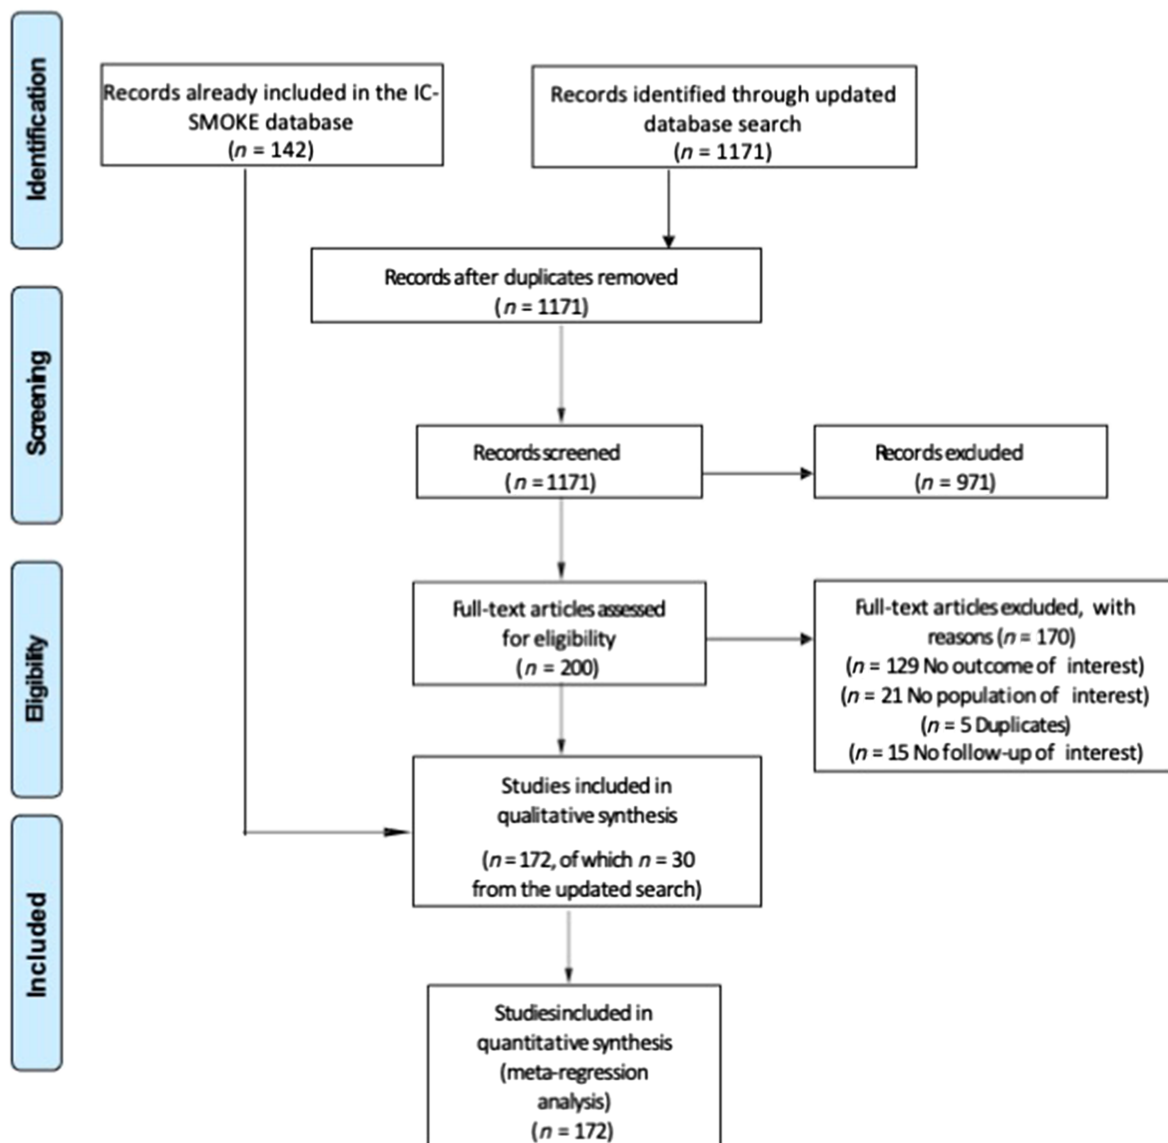 Identification
Records already included in the IC-
SMOKE database
(n = 142)
Records identified through updated
database search
(n = 1171)
Records after duplicates removed
(n = 1171)
Screening
Records screened
(n = 1171)
Records excluded
(n = 971)
Eligibility
Full-text articles assessed
for eligibility
(n = 200)
Full-text articles excluded, with
reasons (n = 170)
(n = 129 No outcome of interest)
(n = 21 No population of interest)
(n = 5 Duplicates)
(n = 15 No follow-up of interest)
Included
Studies included in
qualitative synthesis
(n = 172, of which n = 30
from the updated search)
Studiesincluded in
quantitative synthesis
(meta-regression
analysis)
(n = 172)